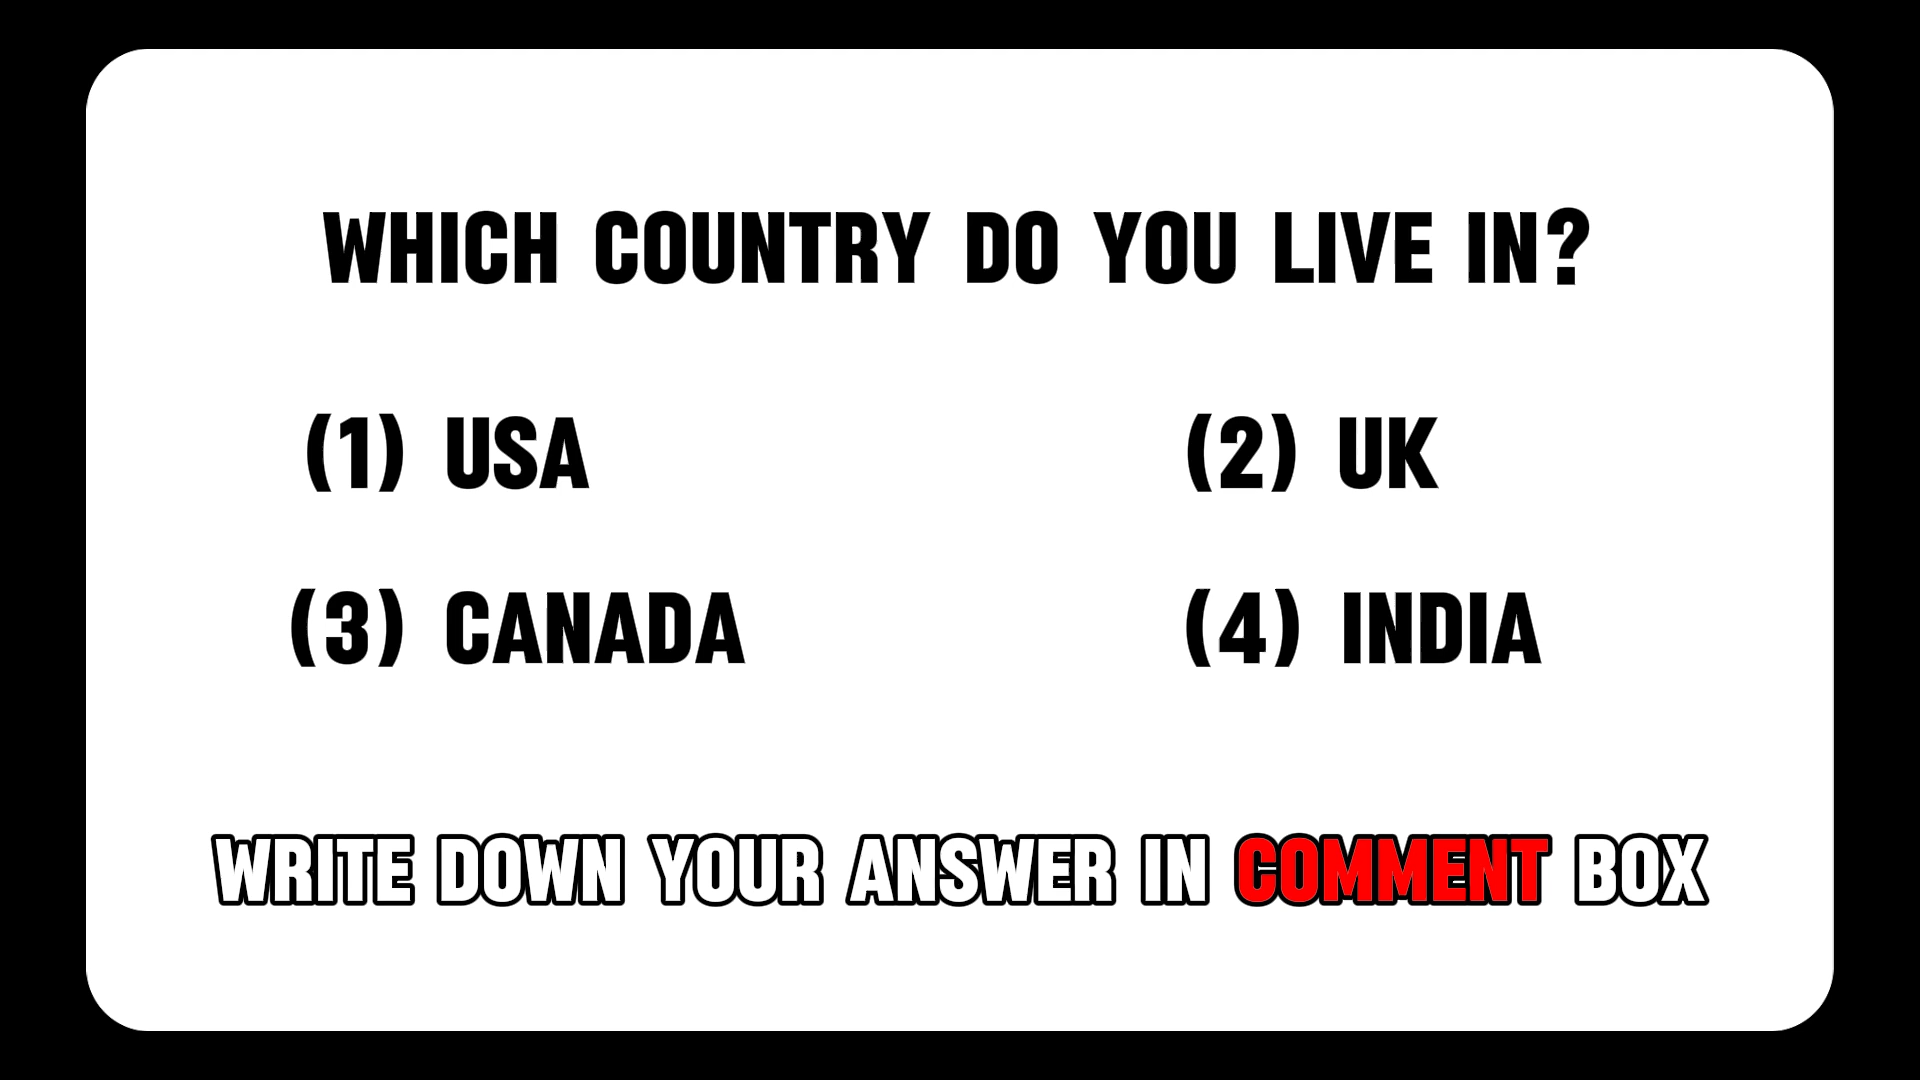 WHICH COUNTRY DO YOU LIVE IN?
(1) USA (2) UK
(3) CANADA (4) INDIA
WRITE DOWN YOUR ANSWER IN COMMENT BOX